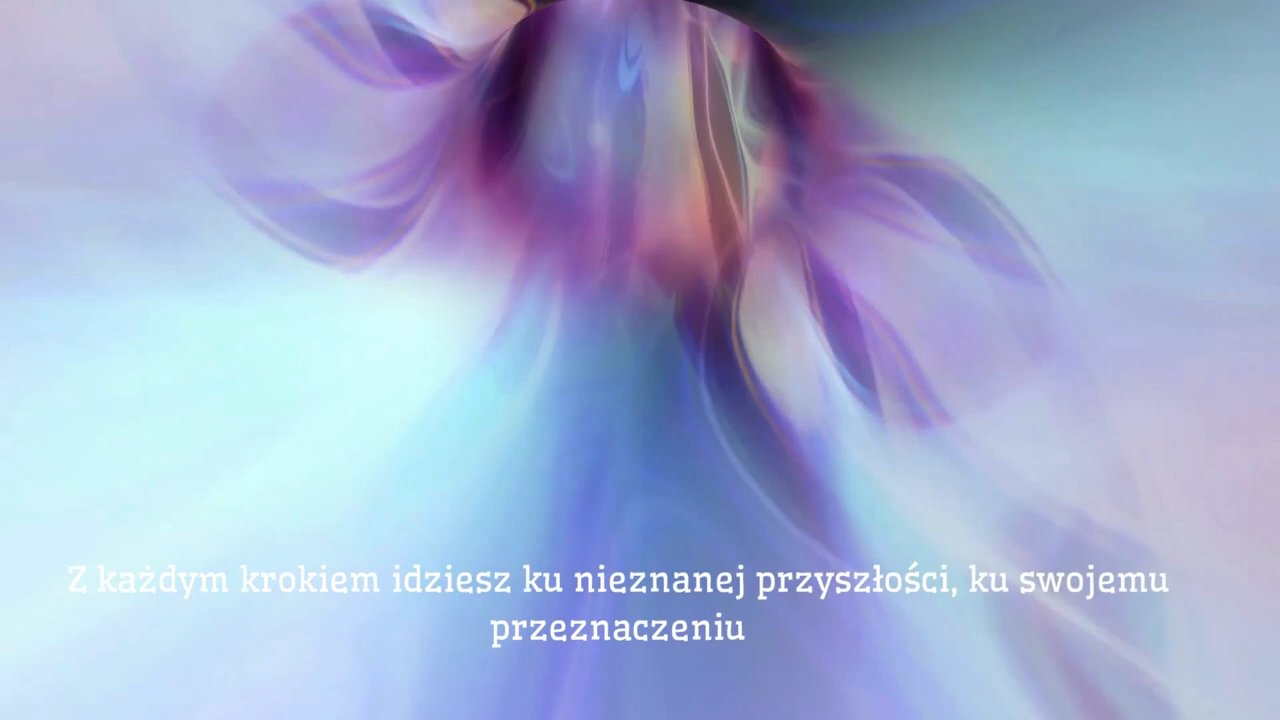 Z każdym krokiem idziesz ku nieznanej przyszłości, ku swojemu
przeznaczeniu